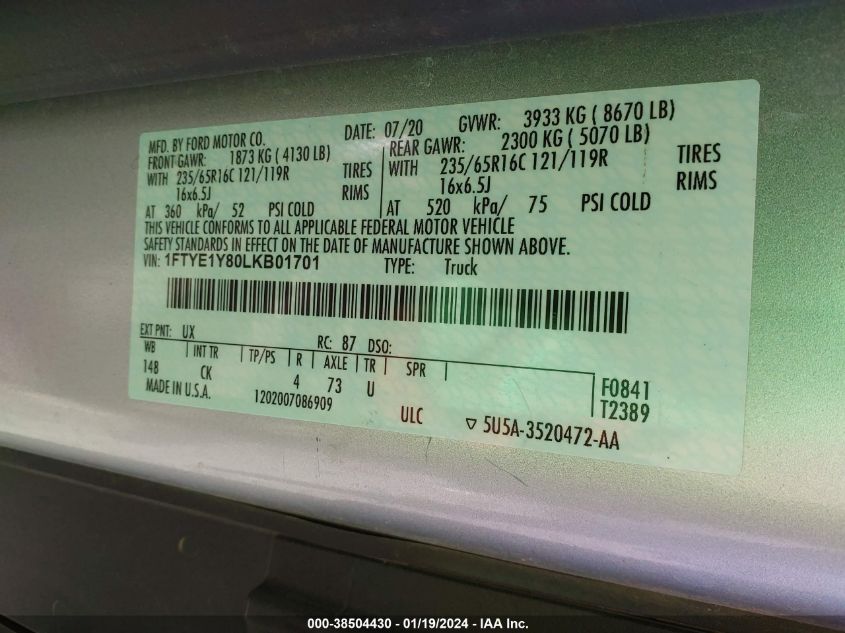 MFD. BY FORD MOTOR CO. DATE: 07/20 GVWR: 3933 KG ( 8670 LB)
FRONT GAWR: 1873 KG ( 4130 LB) REAR GAWR: 2300 KG ( 5070 LB)
WITH 235/65R16C 121/119R TIRES WITH 235/65R16C 121/119R TIRES
16x6.5J RIMS 16x6.5J RIMS
AT 360 kPa/ 52 PSI COLD AT 520 kPa/ 75 PSI COLD
THIS VEHICLE CONFORMS TO ALL APPLICABLE FEDERAL MOTOR VEHICLE
SAFETY STANDARDS IN EFFECT ON THE DATE OF MANUFACTURE SHOWN ABOVE.
VIN: 1FTYE1Y80LKB01701 TYPE: Truck
EXT PNT: UX RC: 87 DSO:
WB INT TR TP/PS R AXLE TR SPR
14B CK 4 73 U F0841
MADE IN U.S.A. 1202007086909 ULC ▽ 5U5A-3520472-AA T2389
000-38504430 - 01/19/2024 - IAA Inc.